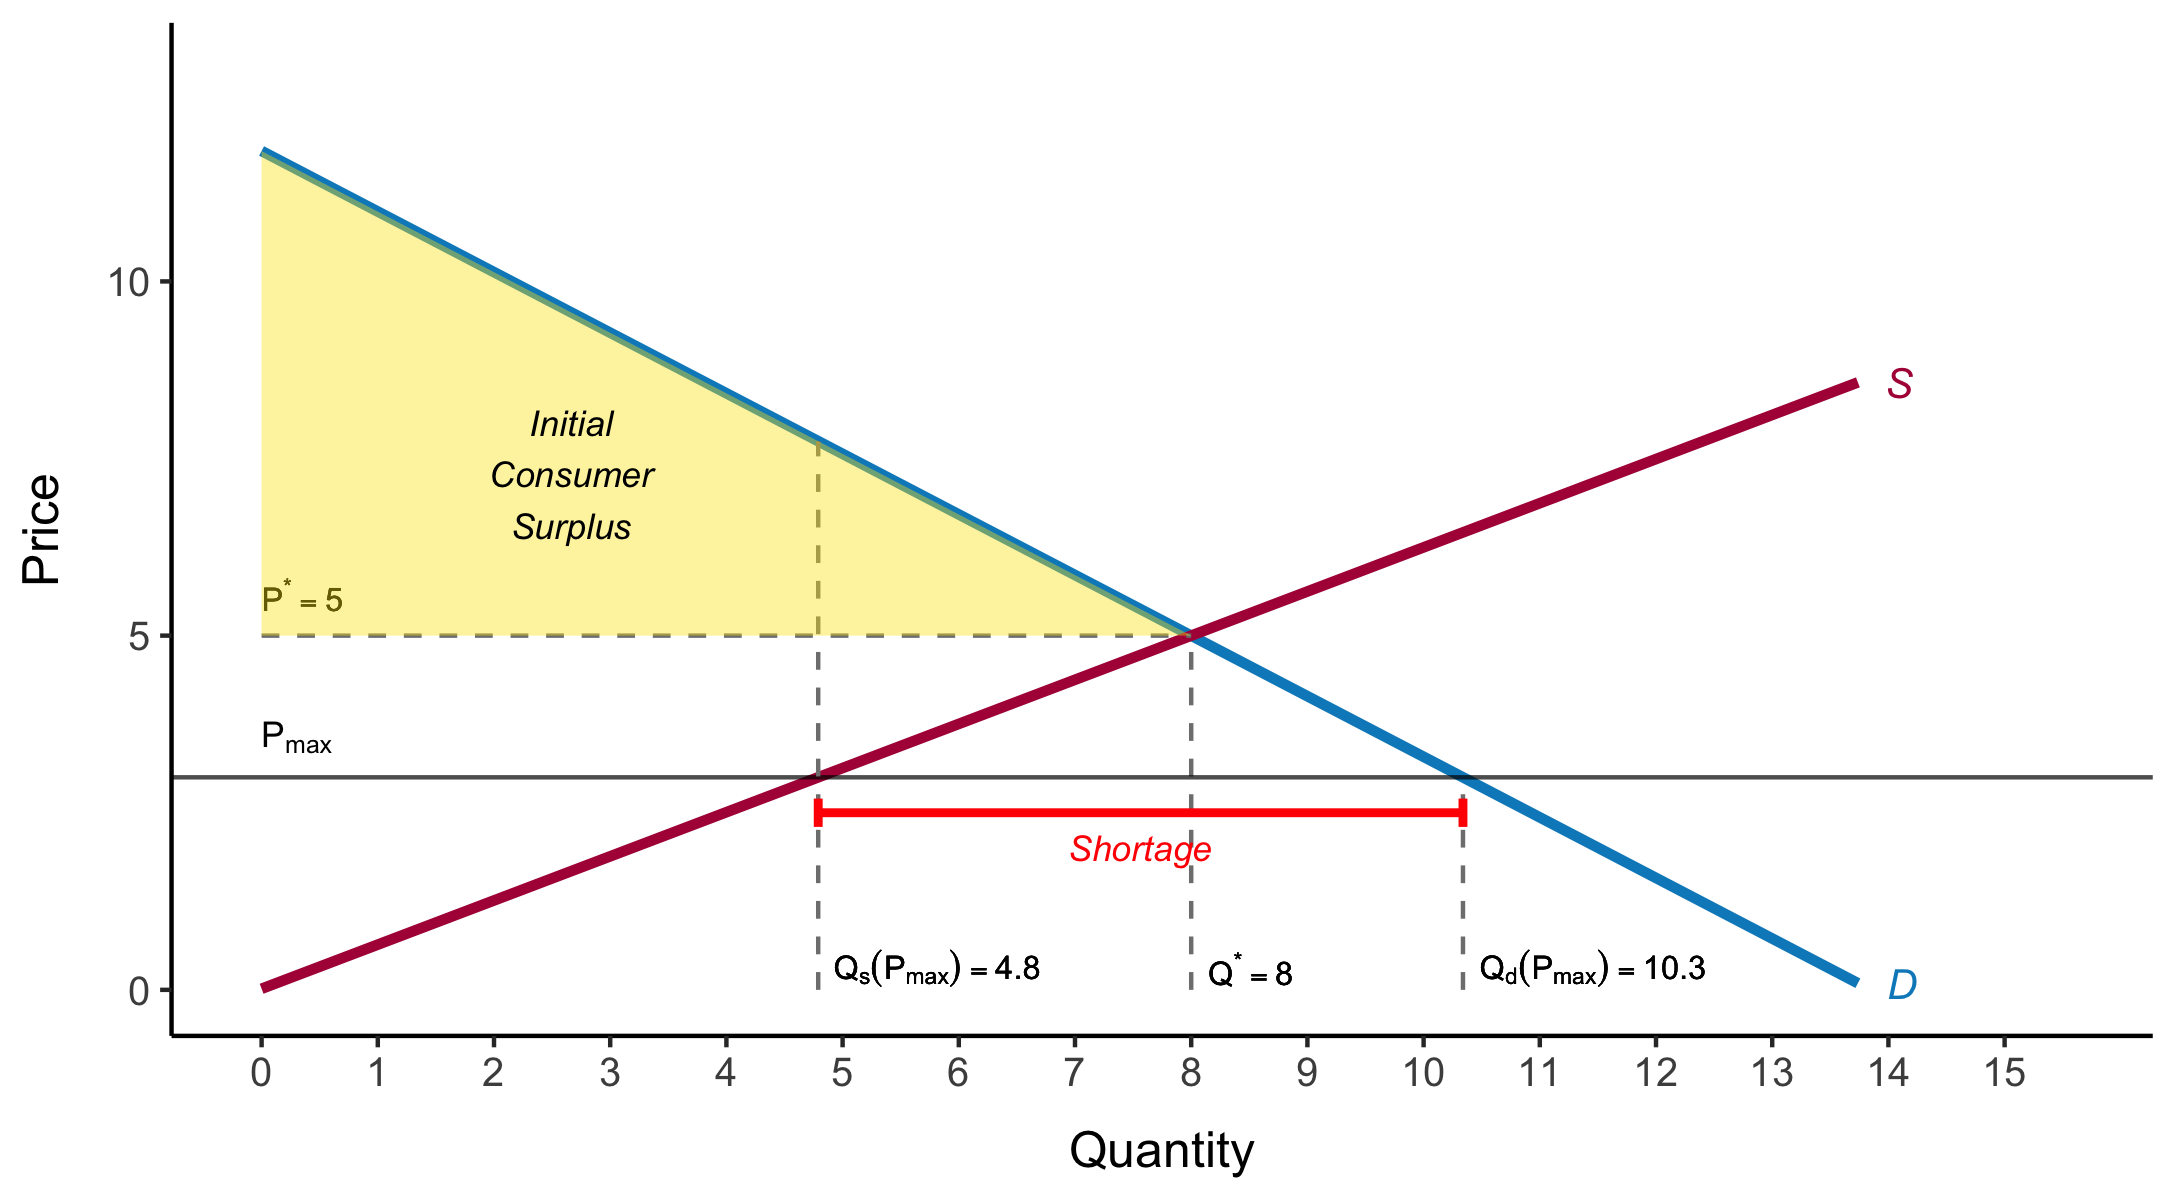 10
5
0
Price
Initial
Consumer
Surplus
P* = 5
Pmax
S
Shortage
Qs(Pmax) = 4.8
Q* = 8
Qd(Pmax) = 10.3
D
0 1 2 3 4 5 6 7 8 9 10 11 12 13 14 15
Quantity